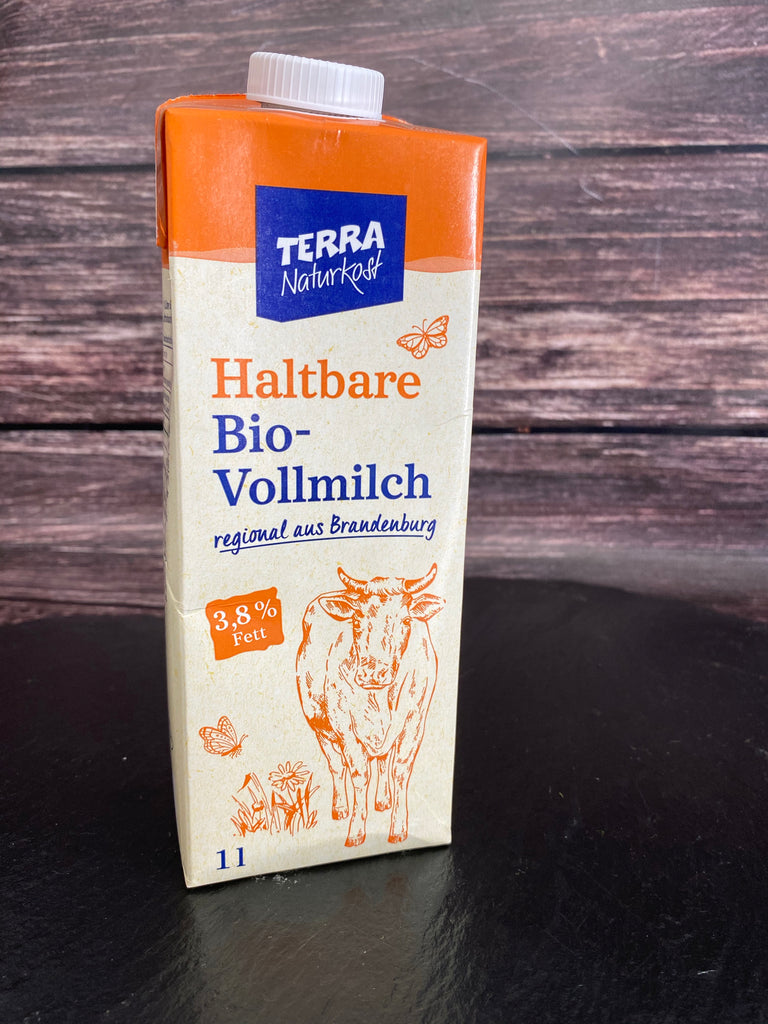 TERRA
Naturkost
Haltbare
Bio-
Vollmilch
regional aus Brandenburg
3,8 %
Fett
1 l